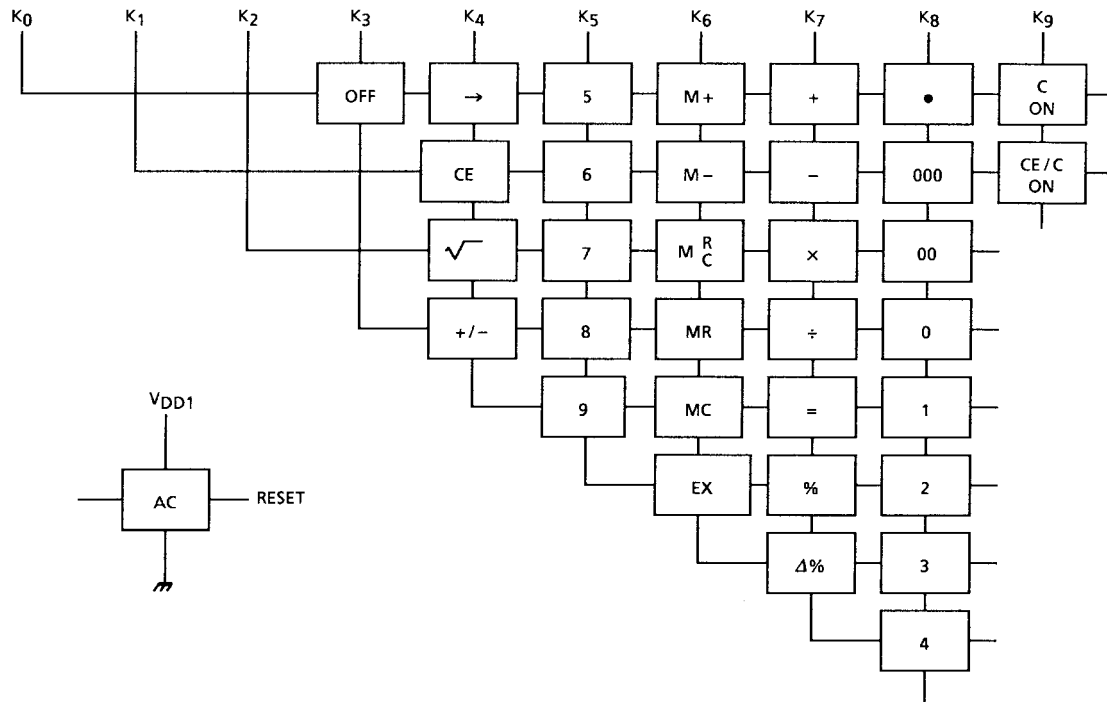 K0 K1 K2 K3 K4 K5 K6 K7 K8 K9
OFF → 5 M+ + • C ON
CE 6 M− − 000 CE/C ON
√ 7 M R C × 00
+/− 8 MR ÷ 0
9 MC = 1
EX % 2
Δ% 3
4
VDD1
AC RESET